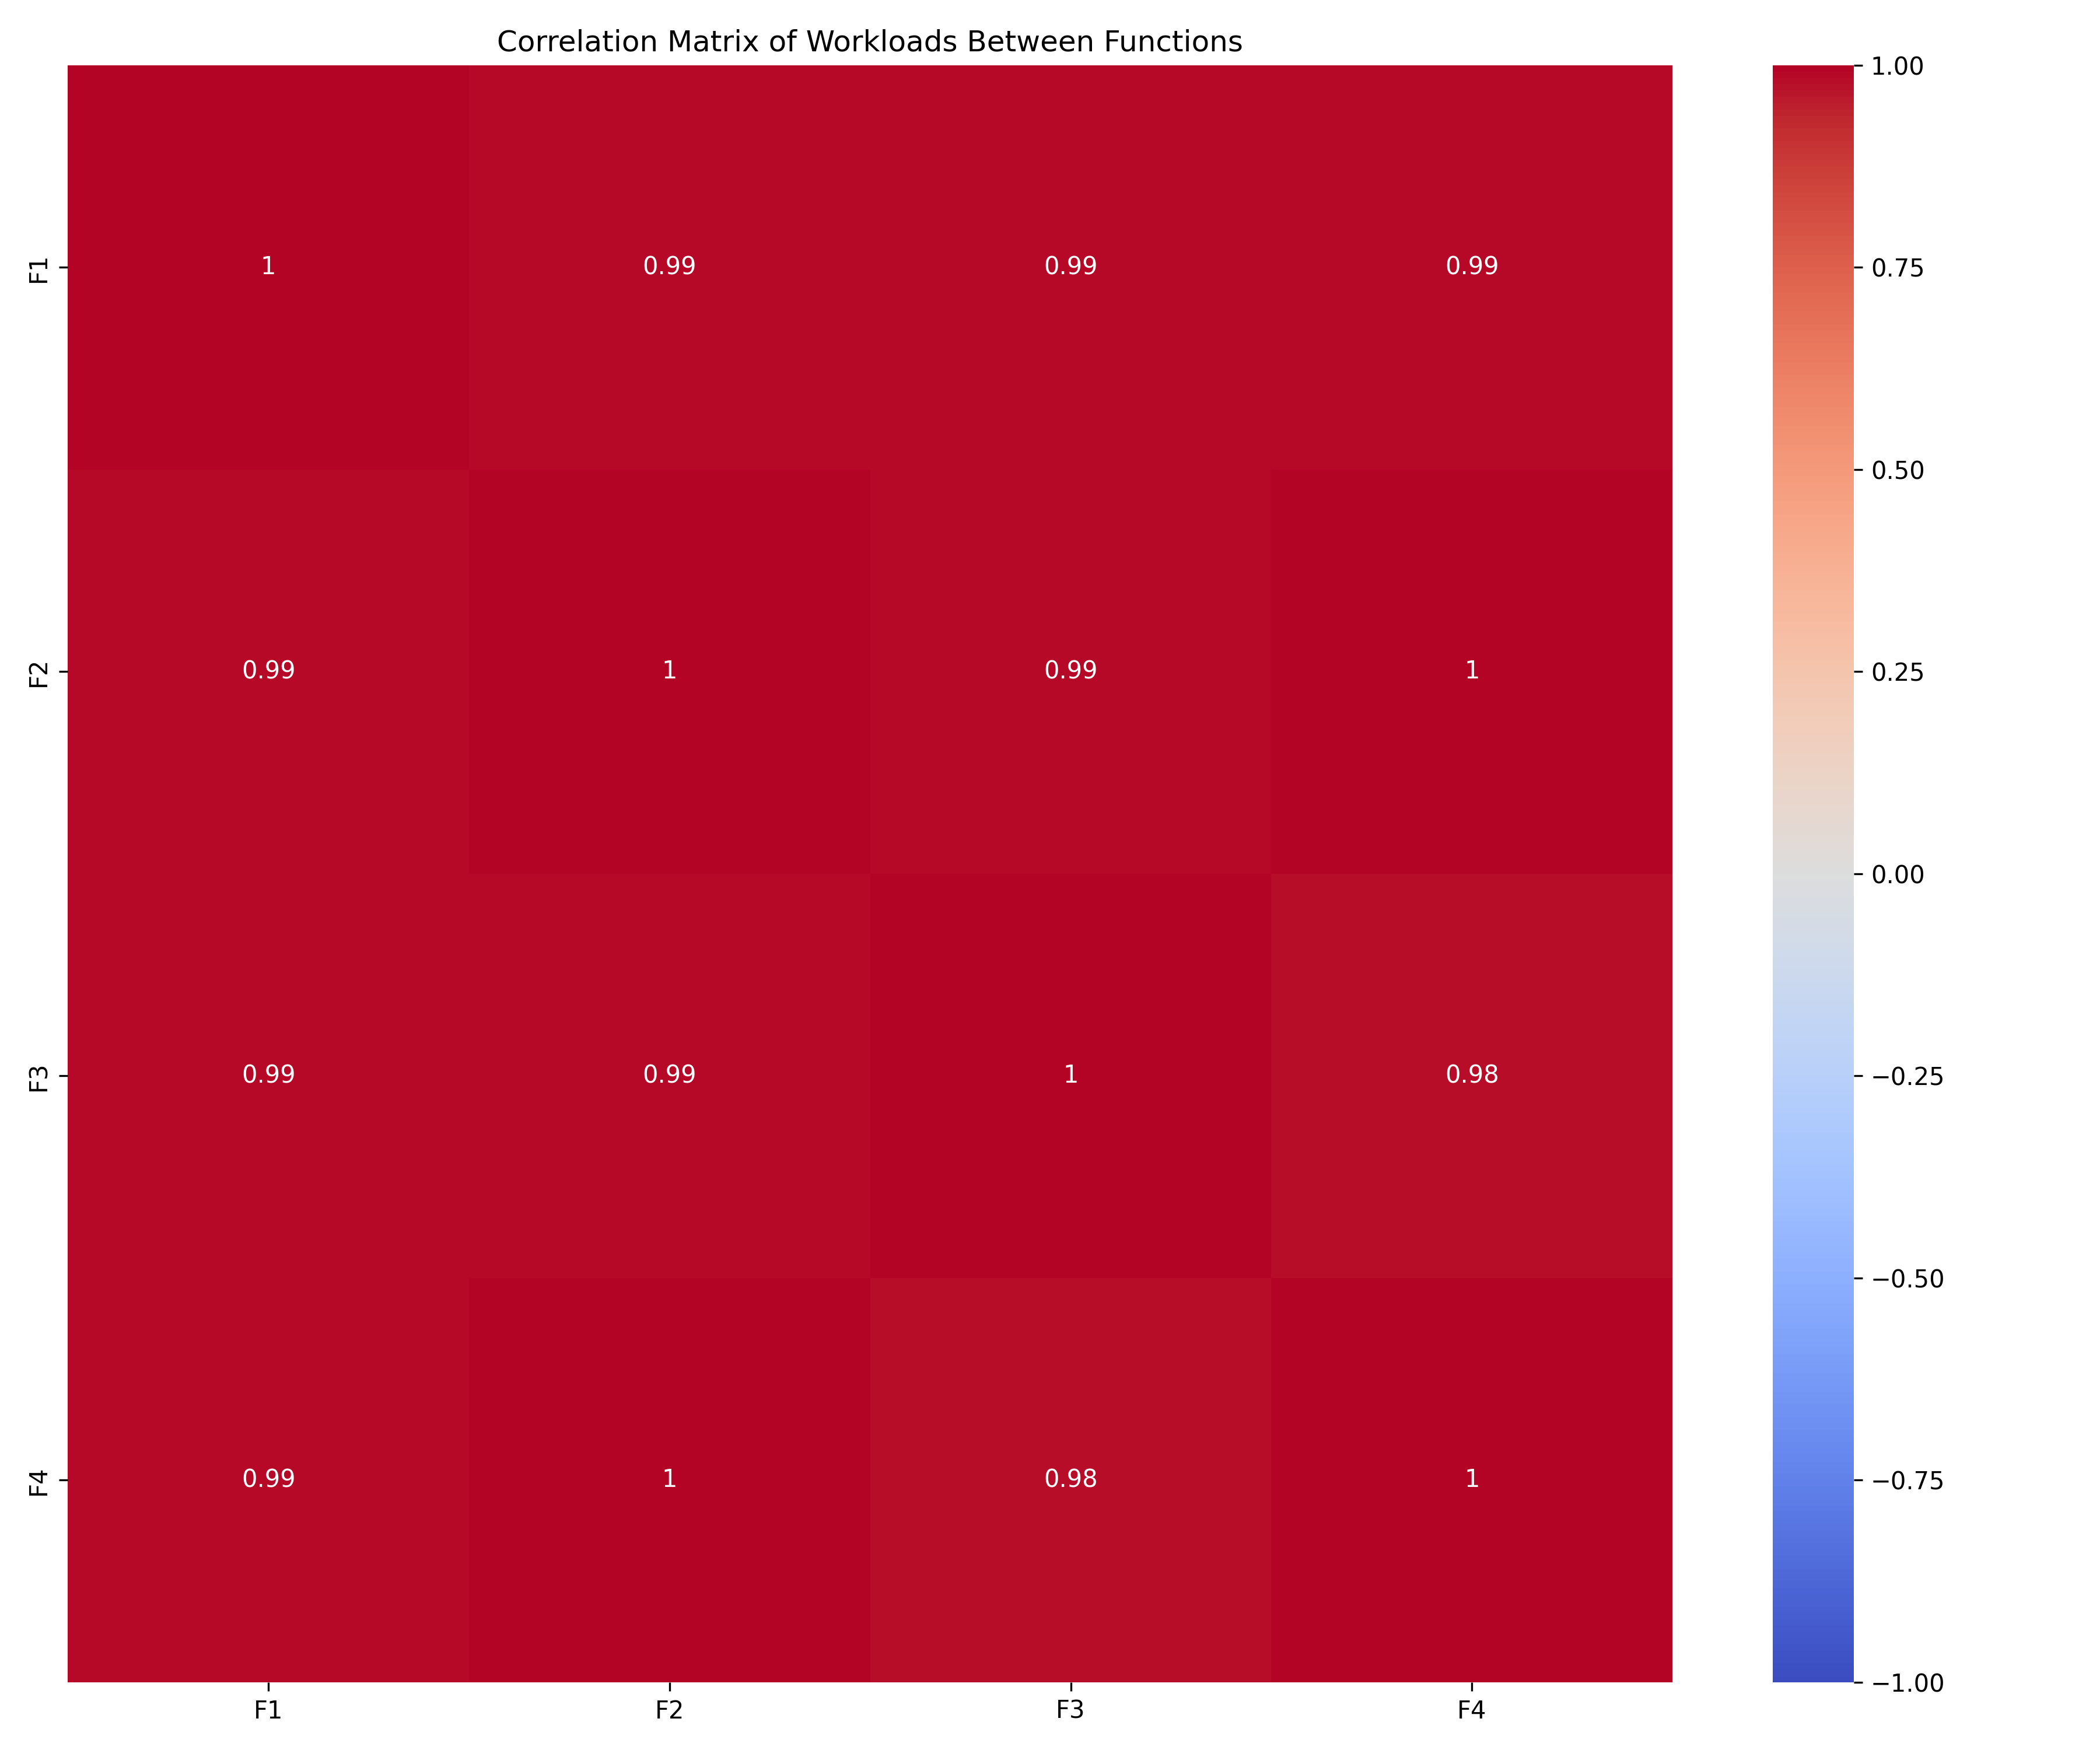 Correlation Matrix of Workloads Between Functions
F1 1 0.99 0.99 0.99
F2 0.99 1 0.99 1
F3 0.99 0.99 1 0.98
F4 0.99 1 0.98 1
F1 F2 F3 F4
1.00
0.75
0.50
0.25
0.00
−0.25
−0.50
−0.75
−1.00